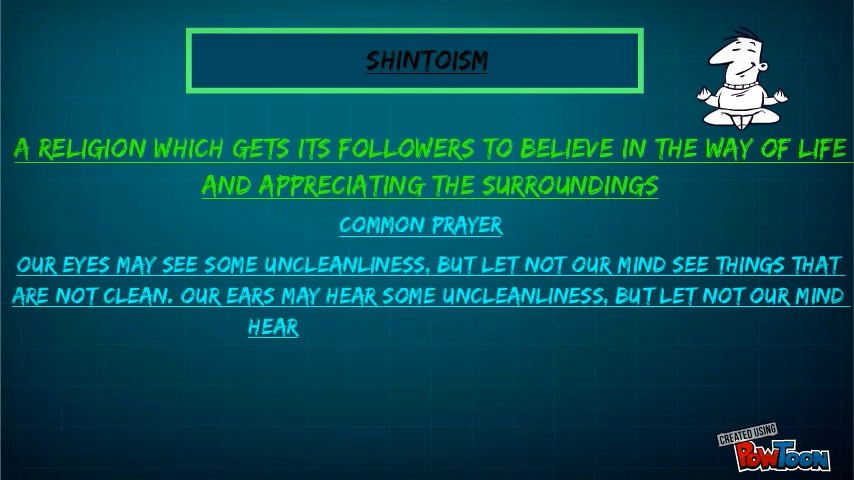 SHINTOISM
A RELIGION WHICH GETS ITS FOLLOWERS TO BELIEVE IN THE WAY OF LIFE
AND APPRECIATING THE SURROUNDINGS
COMMON PRAYER
OUR EYES MAY SEE SOME UNCLEANLINESS, BUT LET NOT OUR MIND SEE THINGS THAT
ARE NOT CLEAN. OUR EARS MAY HEAR SOME UNCLEANLINESS, BUT LET NOT OUR MIND
HEAR
CREATED USING
POWTOON